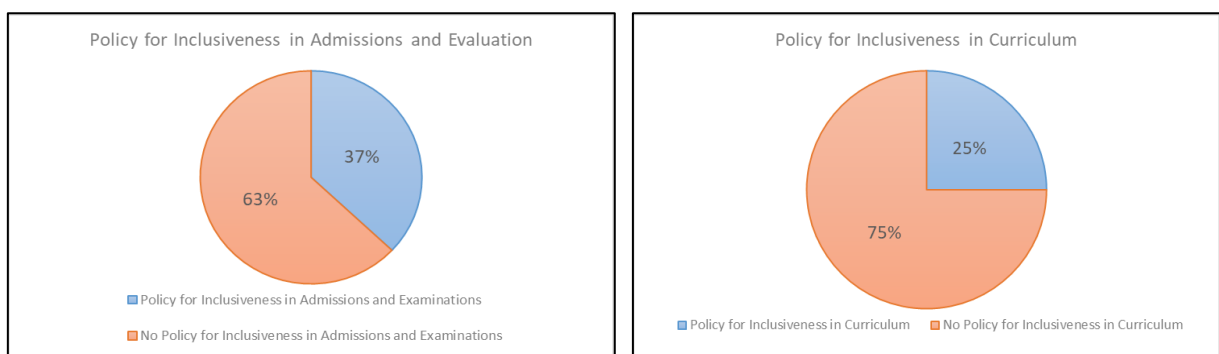 Policy for Inclusiveness in Admissions and Evaluation
37%
63%
Policy for Inclusiveness in Admissions and Examinations
No Policy for Inclusiveness in Admissions and Examinations
Policy for Inclusiveness in Curriculum
25%
75%
Policy for Inclusiveness in Curriculum
No Policy for Inclusiveness in Curriculum